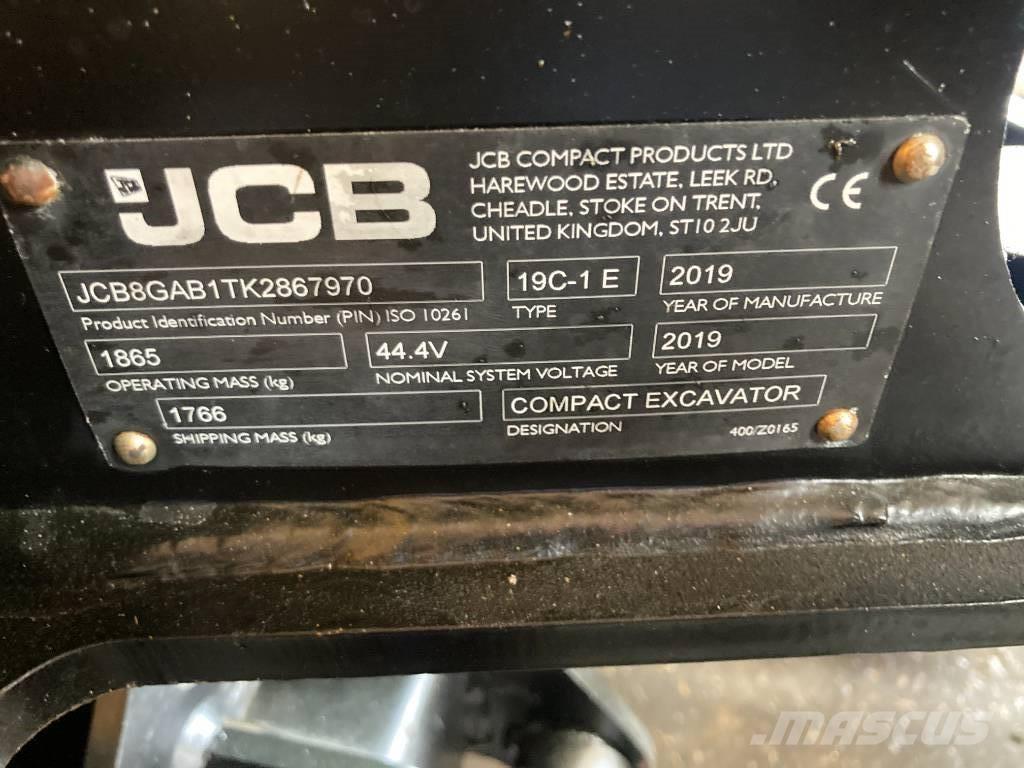 JCB
JCB COMPACT PRODUCTS LTD
HAREWOOD ESTATE, LEEK RD,
CHEADLE, STOKE ON TRENT,
UNITED KINGDOM, ST10 2JU
CE
JCB8GAB1TK2867970
Product Identification Number (PIN) ISO 10261
19C-1 E
TYPE
2019
YEAR OF MANUFACTURE
1865
OPERATING MASS (kg)
44.4V
NOMINAL SYSTEM VOLTAGE
2019
YEAR OF MODEL
1766
SHIPPING MASS (kg)
COMPACT EXCAVATOR
DESIGNATION
400/Z0165
MASCUS